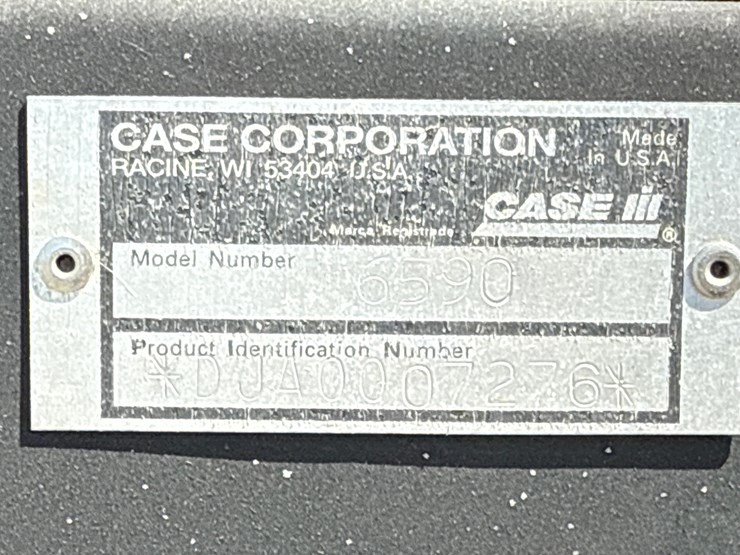 CASE CORPORATION
RACINE, WI 53404 U.S.A.
Made
In U.S.A.
CASE IH
®
Marca Registrada
Model Number
6590
Product Identification Number
*DJA0007276*